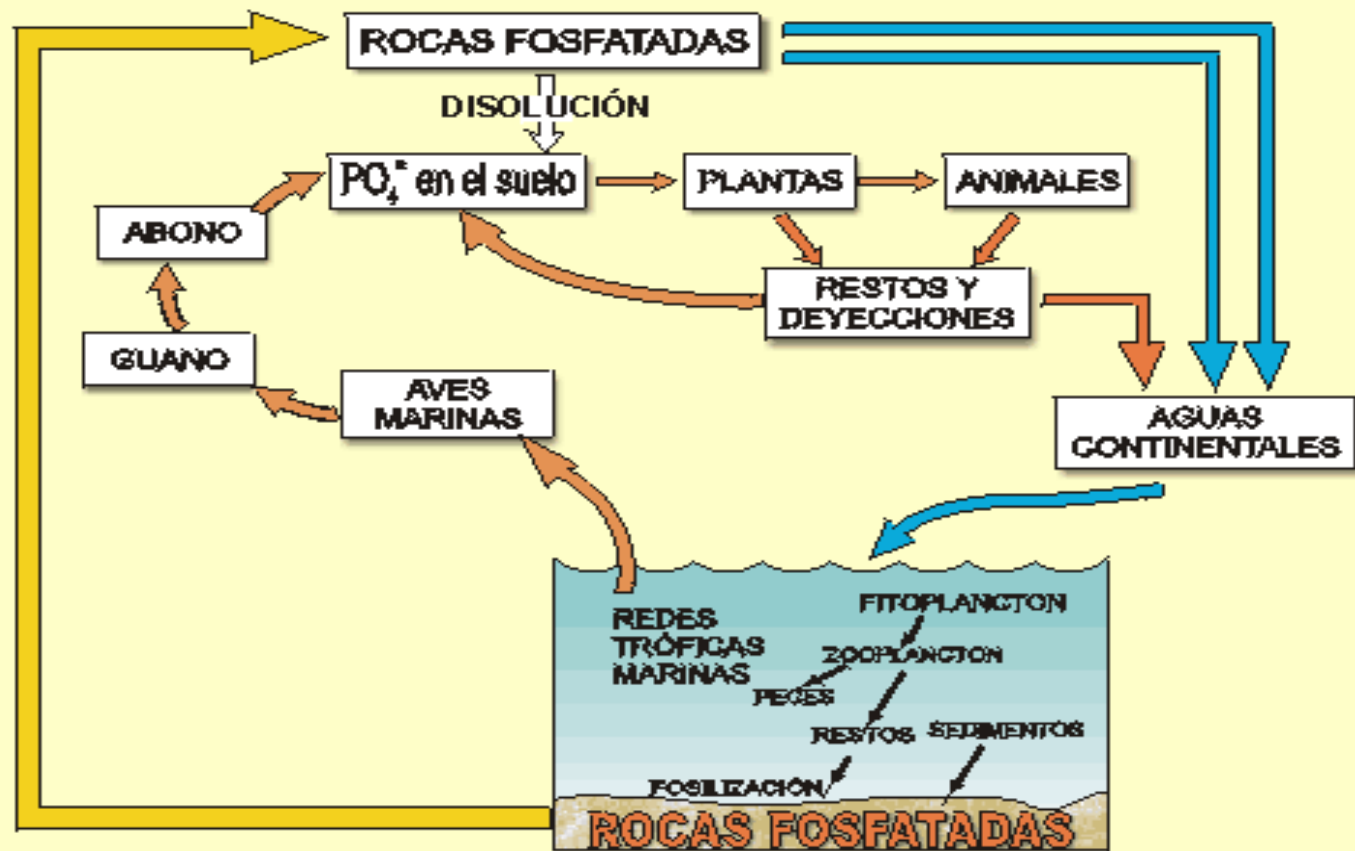 ROCAS FOSFATADAS
DISOLUCIÓN
PO₄⁼ en el suelo
PLANTAS
ANIMALES
ABONO
RESTOS Y
DEYECCIONES
GUANO
AVES
MARINAS
AGUAS
CONTINENTALES
REDES
TRÓFICAS
MARINAS
FITOPLANCTON
ZOOPLANCTON
PECES
RESTOS
SEDIMENTOS
FOSILIZACIÓN
ROCAS FOSFATADAS